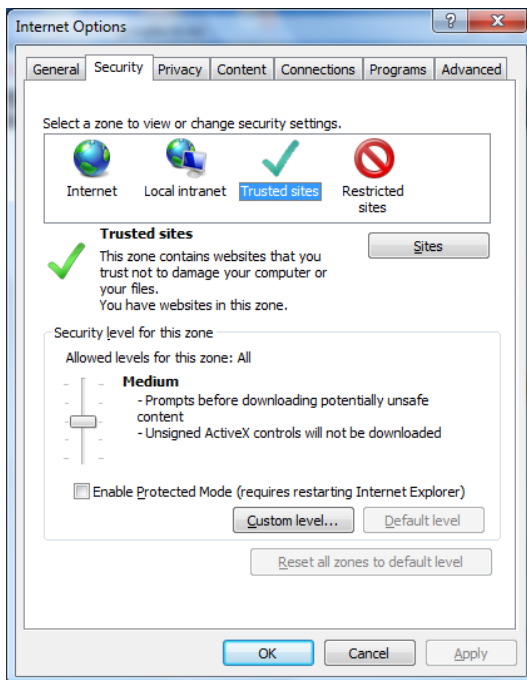 Internet Options
General Security Privacy Content Connections Programs Advanced
Select a zone to view or change security settings.
Internet Local intranet Trusted sites Restricted
sites
Trusted sites
Sites
This zone contains websites that you
trust not to damage your computer or
your files.
You have websites in this zone.
Security level for this zone
Allowed levels for this zone: All
Medium
- Prompts before downloading potentially unsafe
content
- Unsigned ActiveX controls will not be downloaded
Enable Protected Mode (requires restarting Internet Explorer)
Custom level... Default level
Reset all zones to default level
OK Cancel Apply